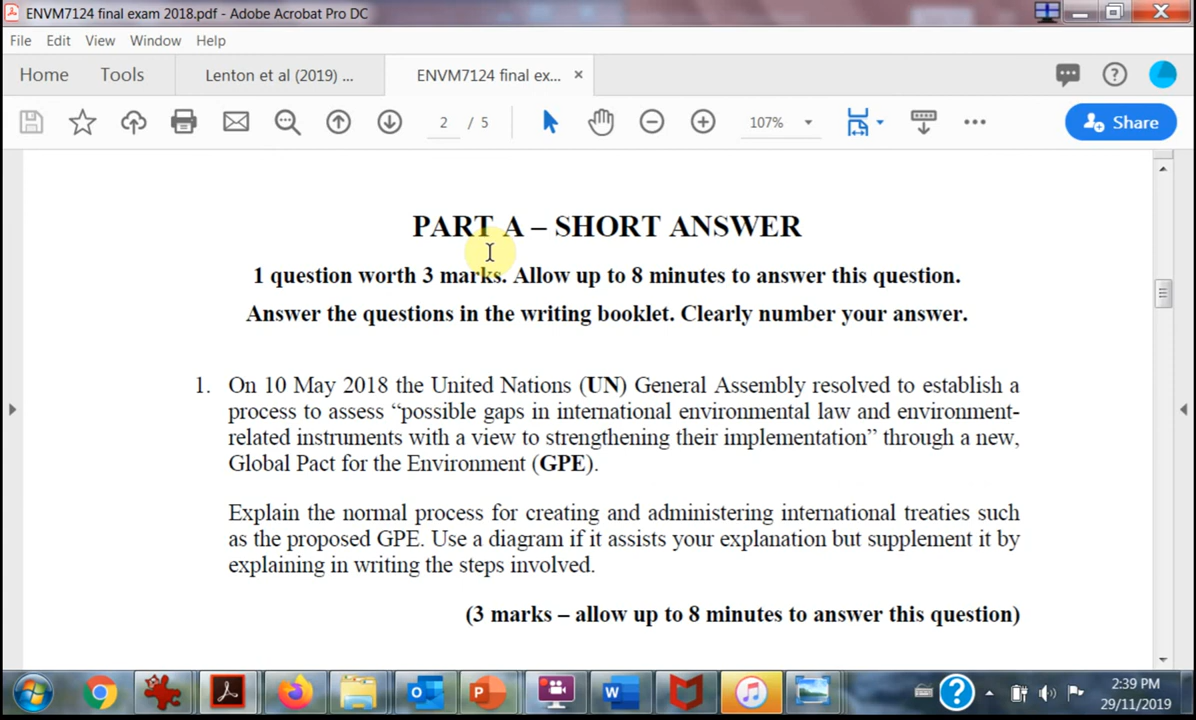 ENVM7124 final exam 2018.pdf - Adobe Acrobat Pro DC
File Edit View Window Help
Home Tools Lenton et al (2019) ... ENVM7124 final ex... ×
2 / 5 107% Share
PART A – SHORT ANSWER
1 question worth 3 marks. Allow up to 8 minutes to answer this question.
Answer the questions in the writing booklet. Clearly number your answer.
1. On 10 May 2018 the United Nations (UN) General Assembly resolved to establish a
process to assess “possible gaps in international environmental law and environment-
related instruments with a view to strengthening their implementation” through a new,
Global Pact for the Environment (GPE).
Explain the normal process for creating and administering international treaties such
as the proposed GPE. Use a diagram if it assists your explanation but supplement it by
explaining in writing the steps involved.
(3 marks – allow up to 8 minutes to answer this question)
2:39 PM
29/11/2019